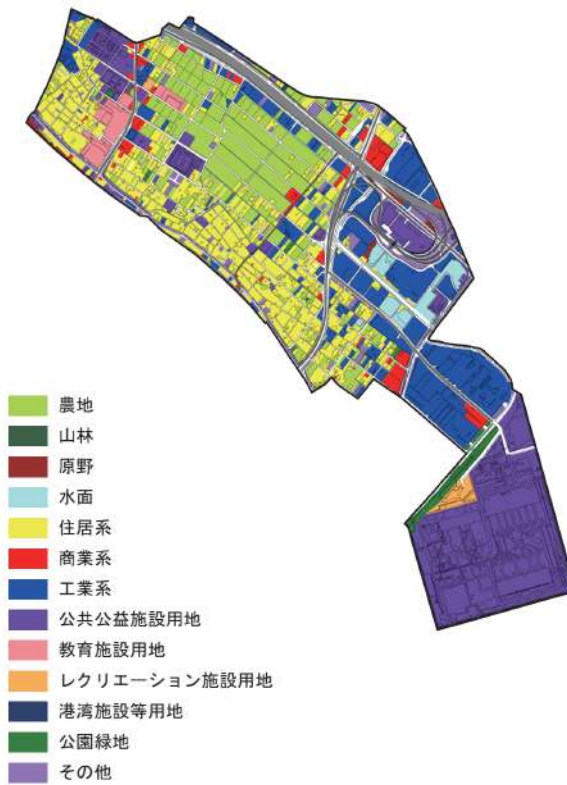 農地
山林
原野
水面
住居系
商業系
工業系
公共公益施設用地
教育施設用地
レクリエーション施設用地
港湾施設等用地
公園緑地
その他